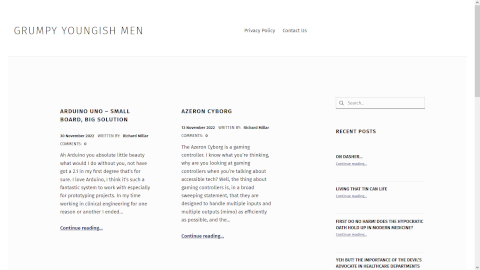 GRUMPY YOUNGISH MEN
Privacy Policy Contact Us
ARDUINO UNO – SMALL
BOARD, BIG SOLUTION
30 November 2022 WRITTEN BY: Richard Millar
COMMENTS: 0
Ah Arduino you absolute little beauty
what would I do without you, not have
got a 2:1 in my first degree that's for
sure. I love Arduino, I think it's such a
fantastic system to work with especially
for prototyping projects. In my time
working in clinical engineering for one
reason or another I ended...
Continue reading...
AZERON CYBORG
13 November 2022 WRITTEN BY: Richard Millar
COMMENTS: 0
The Azeron Cyborg is a gaming
controller. I know what you're thinking,
why are you looking at gaming
controllers when you're talking about
accessible tech? Well, the thing about
gaming controllers is, in a broad
sweeping statement, that they are
designed to handle multiple inputs and
multiple outputs (mimo) as efficiently
as possible, and the...
Continue reading...
Search...
RECENT POSTS
OH DASHER...
Continue reading...
LIVING THAT TIN CAN LIFE
Continue reading...
FIRST DO NO HARM! DOES THE HYPOCRATIC
OATH HOLD UP IN MODERN MEDICINE?
Continue reading...
YEH BUT! THE IMPORTANCE OF THE DEVIL'S
ADVOCATE IN HEALTHCARE DEPARTMENTS